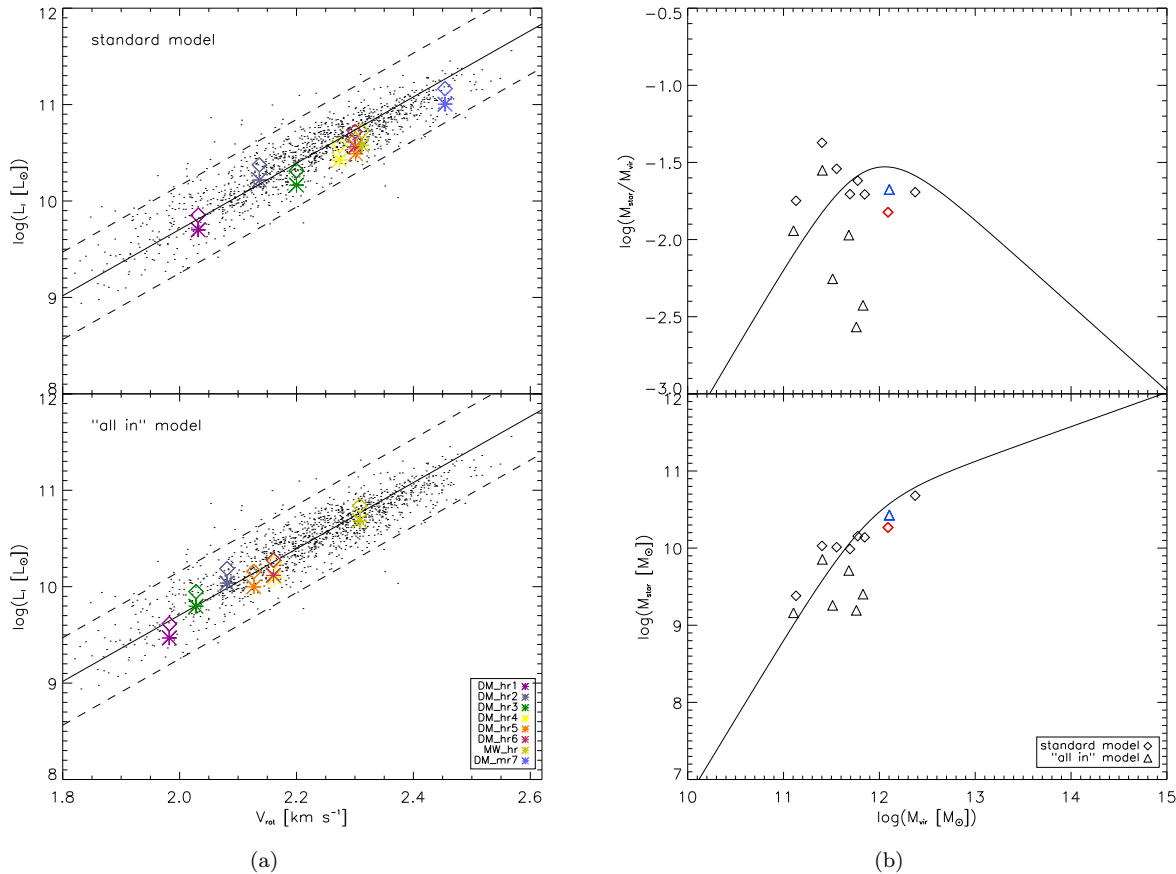 12
standard model
11
10
9
8
log(L_I [L_⊙])
12
"all in" model
11
10
9
8
log(L_I [L_⊙])
DM_hr1
DM_hr2
DM_hr3
DM_hr4
DM_hr5
DM_hr6
MW_hr
DM_mr7
1.8 2.0 2.2 2.4 2.6
V_rot [km s⁻¹]
(a)
−0.5
−1.0
−1.5
−2.0
−2.5
−3.0
log(M_star/M_vir)
12
11
10
9
8
7
log(M_star [M_⊙])
standard model
"all in" model
10 11 12 13 14 15
log(M_vir [M_⊙])
(b)